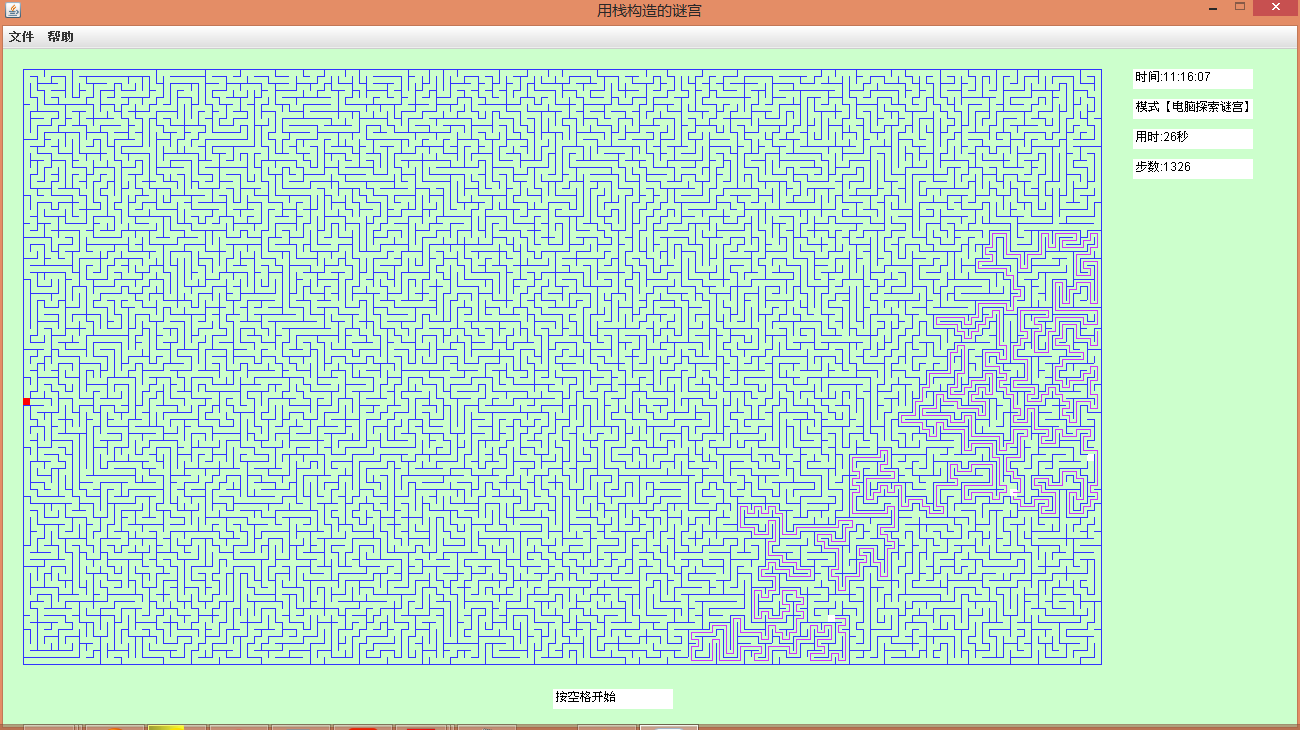 用栈构造的谜宫
文件 帮助
时间:11:16:07
模式【电脑探索谜宫】
用时:26秒
步数:1326
按空格开始